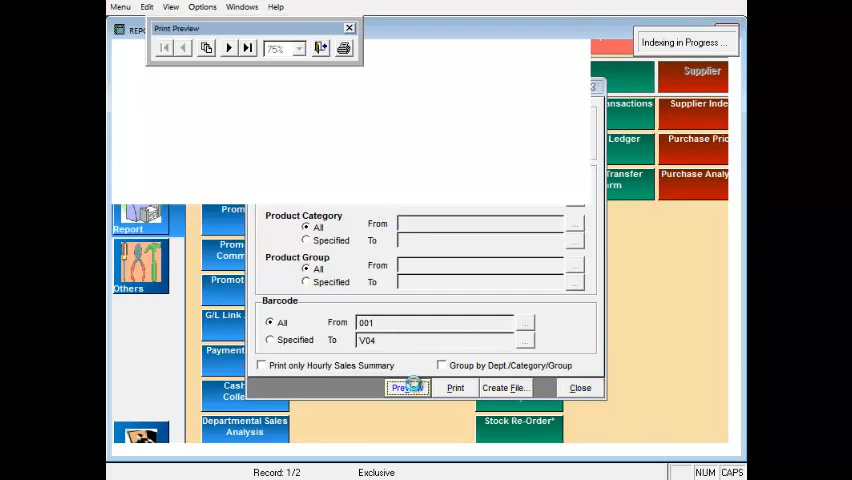 Menu Edit View Options Windows Help
Print Preview
75%
Indexing in Progress ...
Supplier
Supplier Inde
Ledger
Purchase Pric
Purchase Analy
Report
Others
G/L Link
Departmental Sales
Analysis
Stock Re-Order*
Product Category
All
Specified
From
To
Product Group
All
Specified
From
To
Barcode
All
Specified
From 001
To V04
Print only Hourly Sales Summary
Group by Dept./Category/Group
Preview
Print
Create File...
Close
Record: 1/2
Exclusive
NUM
CAPS